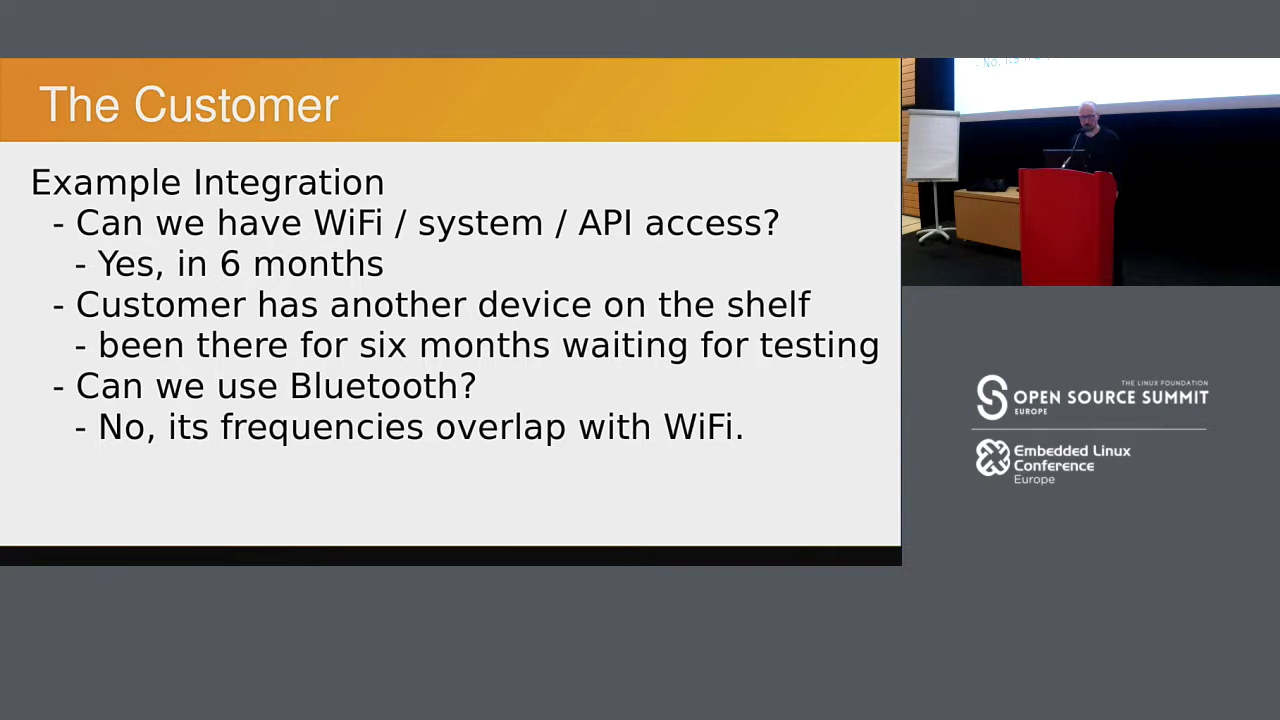 The Customer
Example Integration
- Can we have WiFi / system / API access?
- Yes, in 6 months
- Customer has another device on the shelf
- been there for six months waiting for testing
- Can we use Bluetooth?
- No, its frequencies overlap with WiFi.
- No, its
THE LINUX FOUNDATION
OPEN SOURCE SUMMIT
EUROPE
Embedded Linux
Conference
Europe